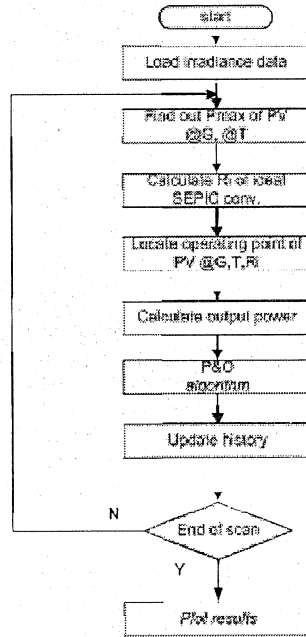 start
Load irradiance data
Find out Pmax of PV
@G, @T
Calculate Ri of ideal
SEPIC conv.
Locate operating point of
PV @G,T,Ri
Calculate output power
P&O
algorithm
Update history
N
End of scan
Y
Plot results